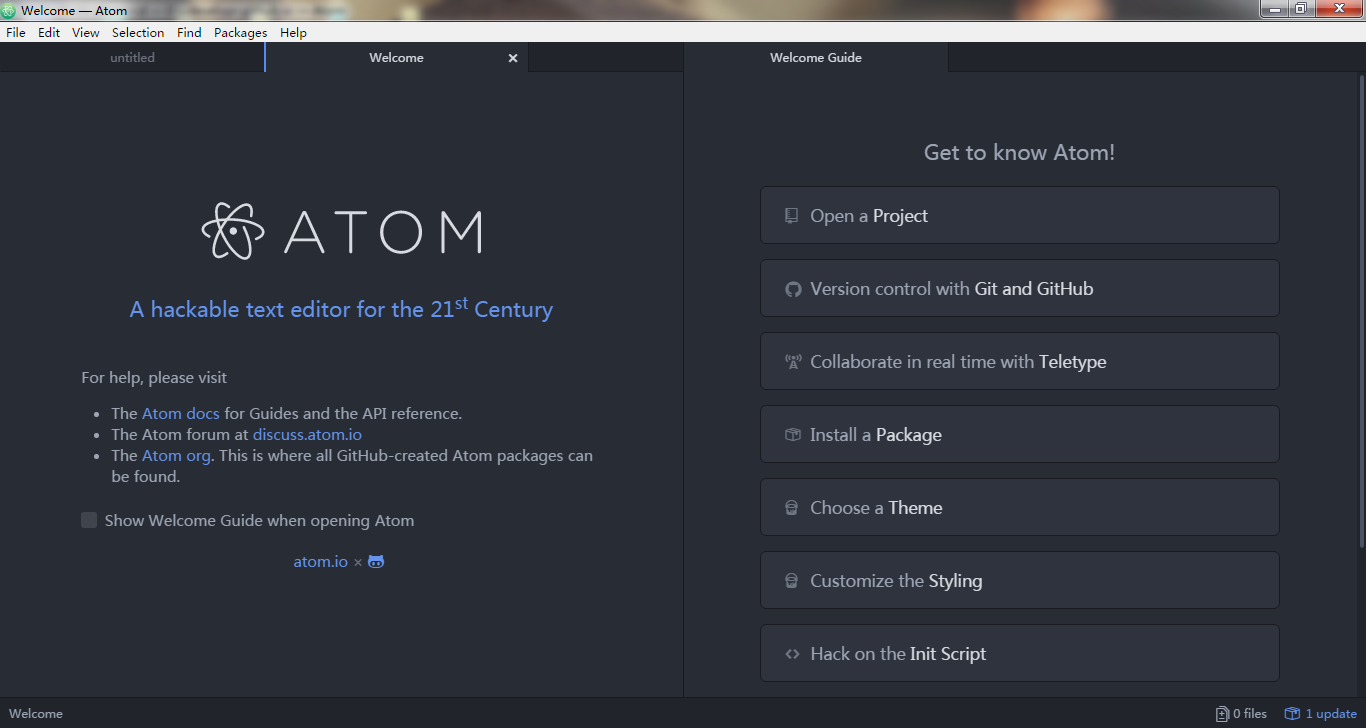 Welcome — Atom
File Edit View Selection Find Packages Help
untitled
Welcome
Welcome Guide
ATOM
A hackable text editor for the 21st Century
For help, please visit
The Atom docs for Guides and the API reference.
The Atom forum at discuss.atom.io
The Atom org. This is where all GitHub-created Atom packages can
be found.
Show Welcome Guide when opening Atom
atom.io ×
Get to know Atom!
Open a Project
Version control with Git and GitHub
Collaborate in real time with Teletype
Install a Package
Choose a Theme
Customize the Styling
Hack on the Init Script
Welcome
0 files
1 update